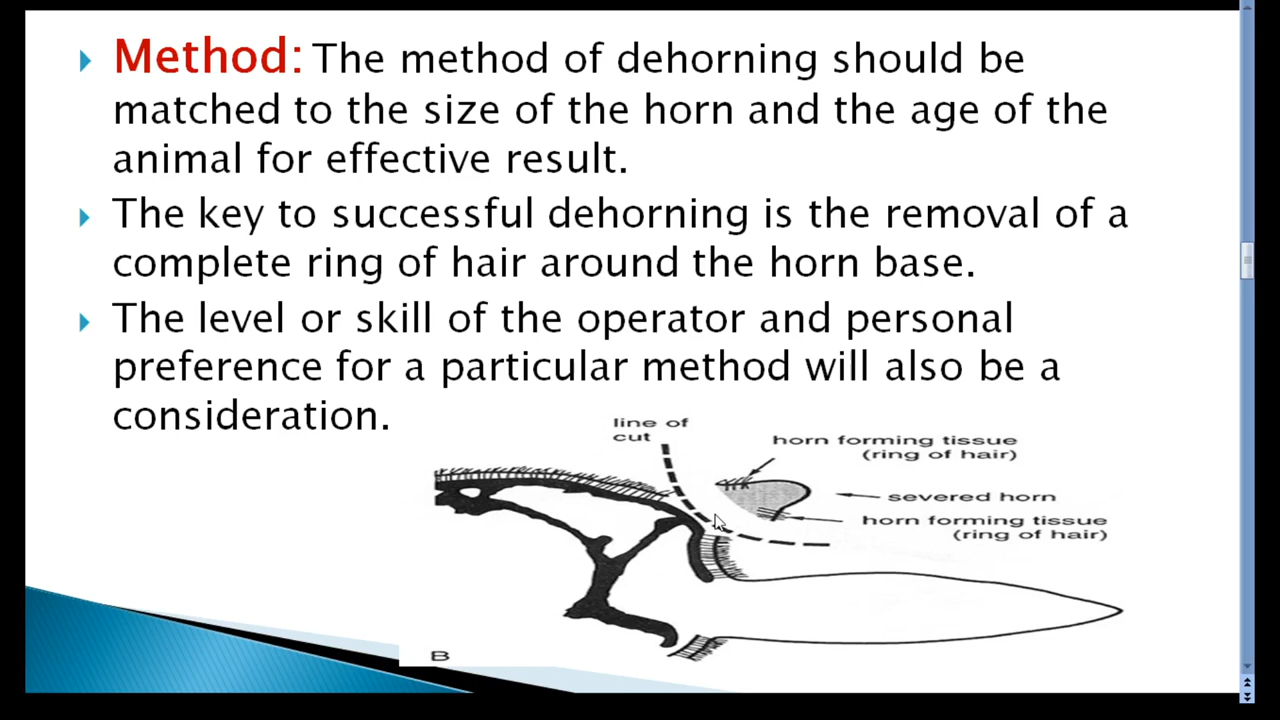 Method: The method of dehorning should be
matched to the size of the horn and the age of the
animal for effective result.
The key to successful dehorning is the removal of a
complete ring of hair around the horn base.
The level or skill of the operator and personal
preference for a particular method will also be a
consideration.
line of
cut
horn forming tissue
(ring of hair)
severed horn
horn forming tissue
(ring of hair)
B